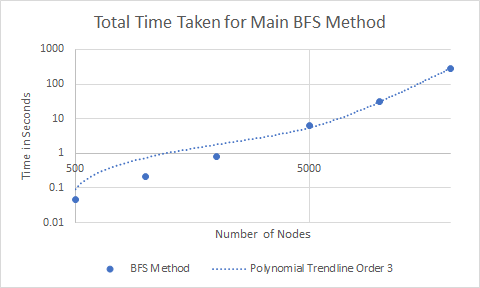 Total Time Taken for Main BFS Method
1000
100
10
1
0.1
0.01
500
5000
Time in Seconds
Number of Nodes
BFS Method
Polynomial Trendline Order 3